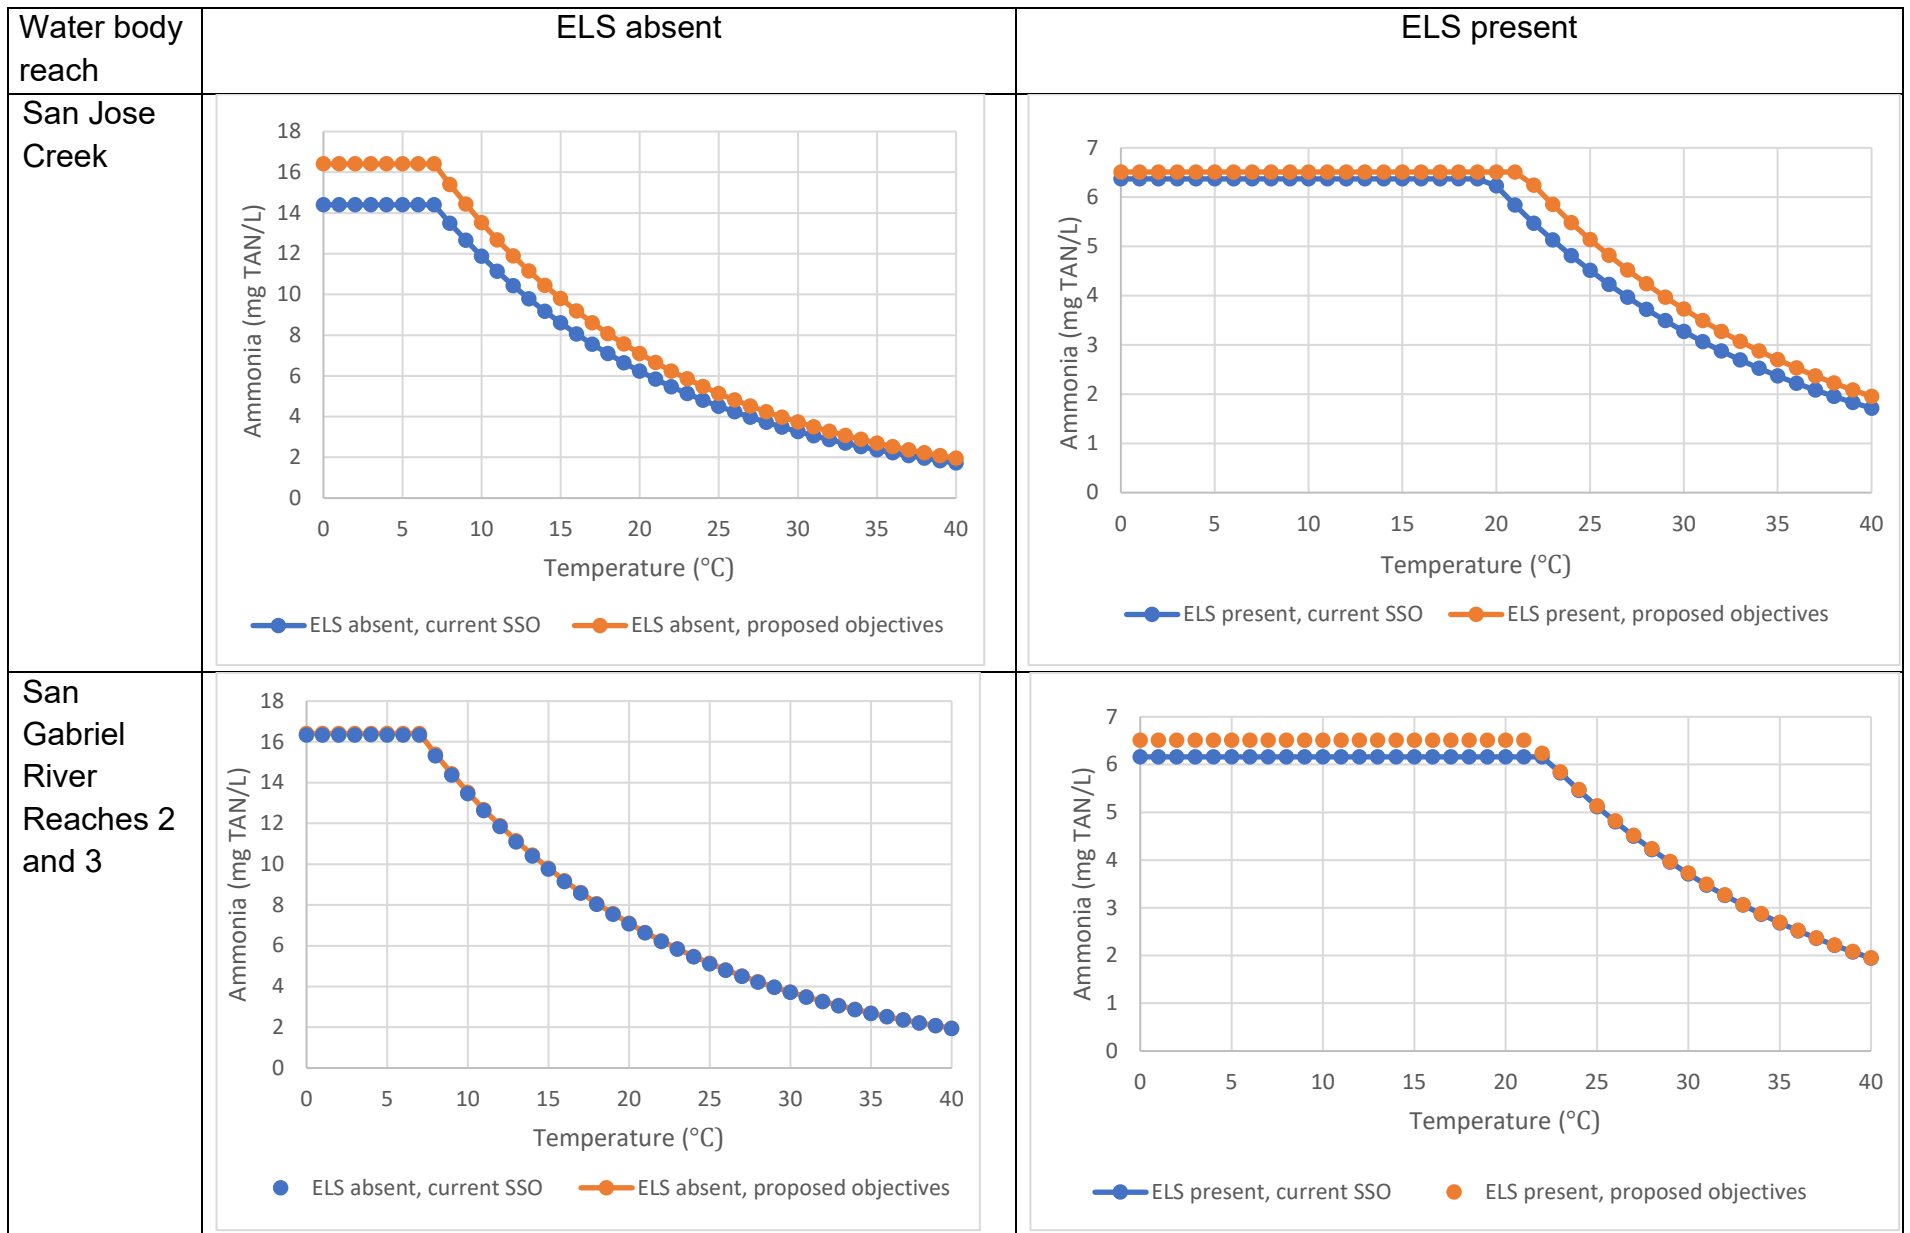 Water body
reach
ELS absent
ELS present
San Jose
Creek
18
16
14
12
10
8
6
4
2
0
Ammonia (mg TAN/L)
0 5 10 15 20 25 30 35 40
Temperature (°C)
ELS absent, current SSO ELS absent, proposed objectives
7
6
5
4
3
2
1
0
Ammonia (mg TAN/L)
0 5 10 15 20 25 30 35 40
Temperature (°C)
ELS present, current SSO ELS present, proposed objectives
San
Gabriel
River
Reaches 2
and 3
18
16
14
12
10
8
6
4
2
0
Ammonia (mg TAN/L)
0 5 10 15 20 25 30 35 40
Temperature (°C)
ELS absent, current SSO ELS absent, proposed objectives
7
6
5
4
3
2
1
0
Ammonia (mg TAN/L)
0 5 10 15 20 25 30 35 40
Temperature (°C)
ELS present, current SSO ELS present, proposed objectives